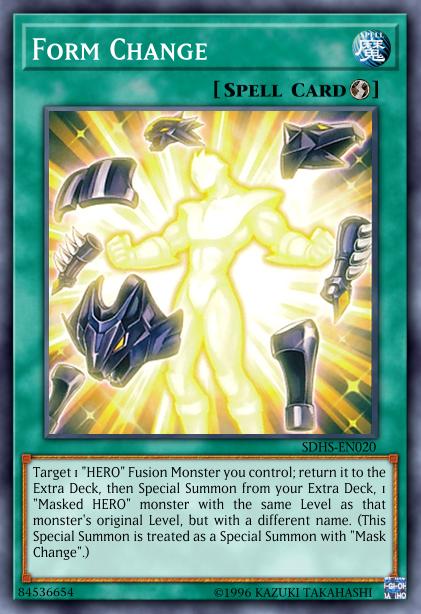 FORM CHANGE
[SPELL CARD]
SDHS-EN020
Target 1 "HERO" Fusion Monster you control; return it to the
Extra Deck, then Special Summon from your Extra Deck, 1
"Masked HERO" monster with the same Level as that
monster's original Level, but with a different name. (This
Special Summon is treated as a Special Summon with "Mask
Change".)
84536654
©1996 KAZUKI TAKAHASHI